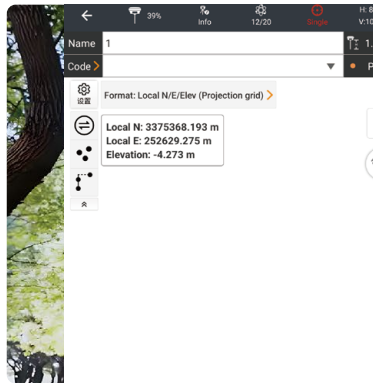 39%
Info
12/20
Single
H: 8
V:10
Name 1
1.
Code
P
设置
Format: Local N/E/Elev (Projection grid)
Local N: 3375368.193 m
Local E: 252629.275 m
Elevation: -4.273 m